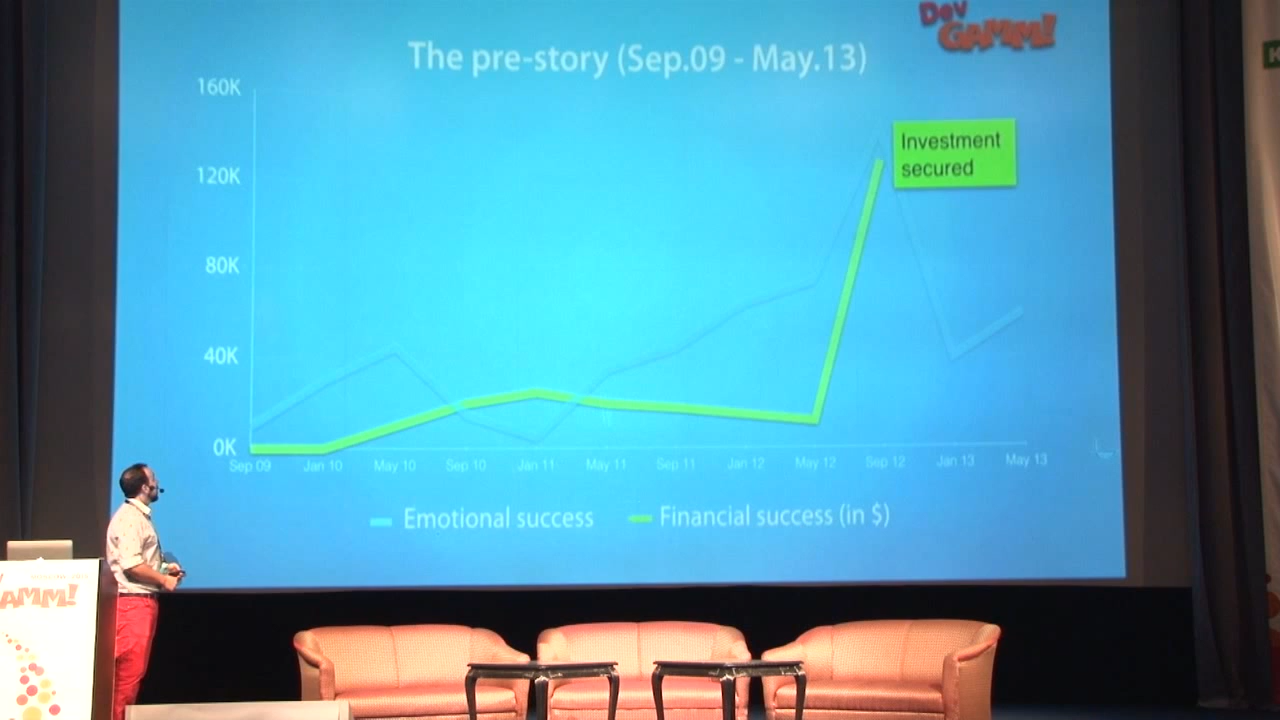 DevGAMM!
The pre-story (Sep.09 - May.13)
160K
120K
80K
40K
0K
Investment
secured
Sep 09 Jan 10 May 10 Sep 10 Jan 11 May 11 Sep 11 Jan 12 May 12 Sep 12 Jan 13 May 13
Emotional success Financial success (in $)
AMM!